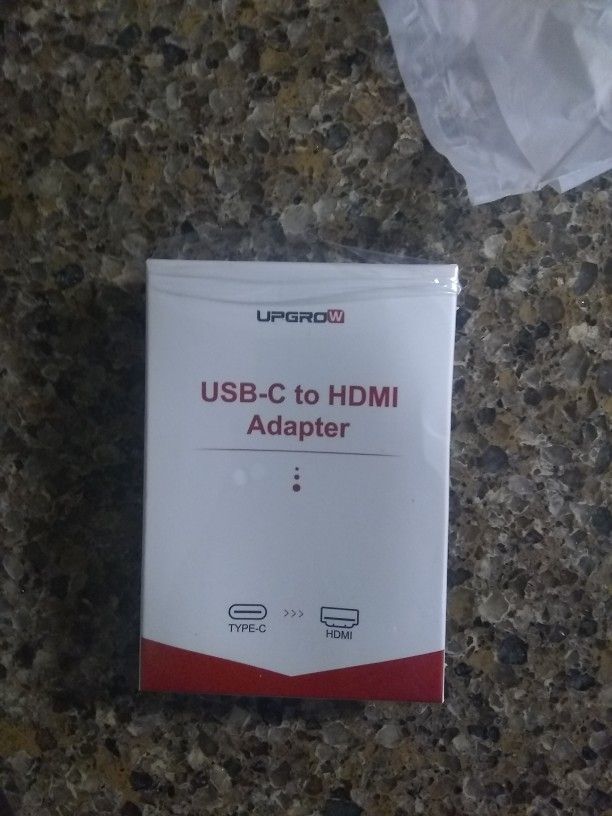 UPGROW
USB-C to HDMI
Adapter
TYPE-C >>> HDMI